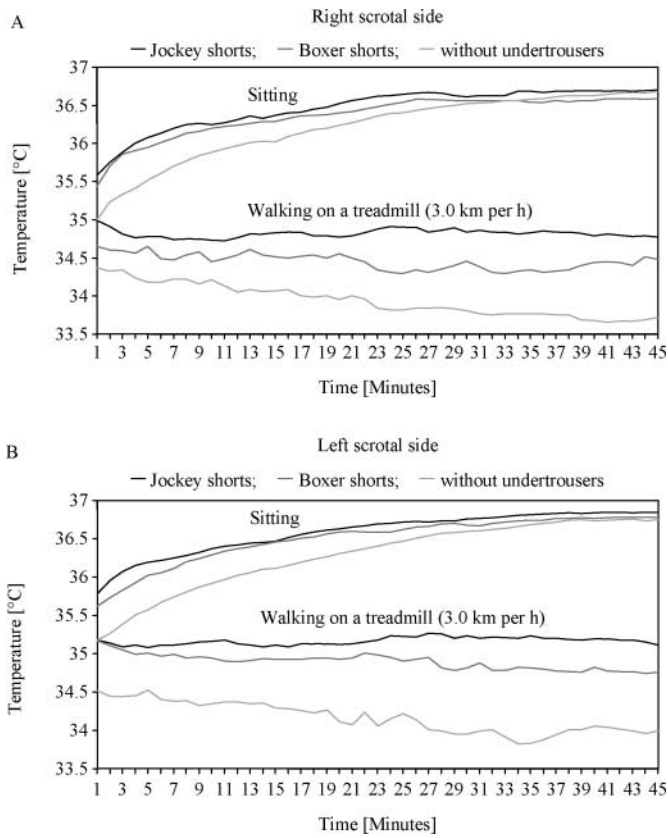 A
Right scrotal side
Jockey shorts; Boxer shorts; without undertrousers
37
Sitting
36.5
36
35.5
Walking on a treadmill (3.0 km per h)
35
34.5
34
33.5
Temperature [°C]
1 3 5 7 9 11 13 15 17 19 21 23 25 27 29 31 33 35 37 39 41 43 45
Time [Minutes]
B
Left scrotal side
Jockey shorts; Boxer shorts; without undertrousers
37
Sitting
36.5
36
35.5
Walking on a treadmill (3.0 km per h)
35
34.5
34
33.5
Temperature [°C]
1 3 5 7 9 11 13 15 17 19 21 23 25 27 29 31 33 35 37 39 41 43 45
Time [Minutes]